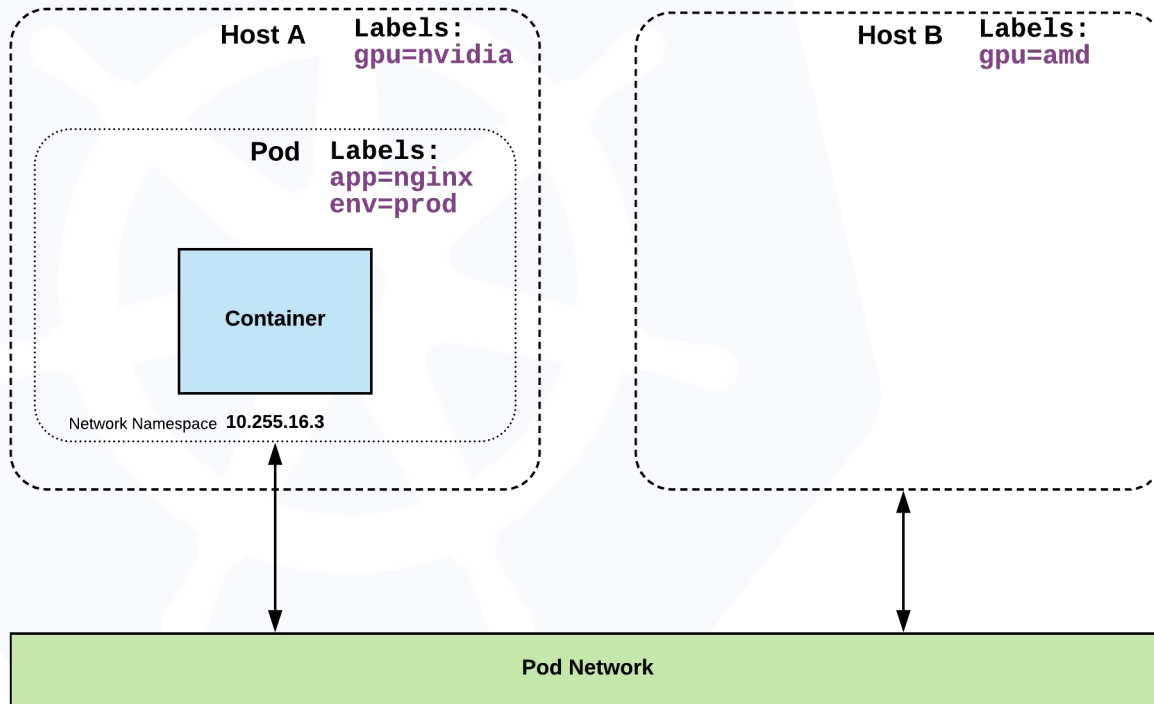 Host A
Labels:
gpu=nvidia
Host B
Labels:
gpu=amd
Pod
Labels:
app=nginx
env=prod
Container
Network Namespace 10.255.16.3
Pod Network